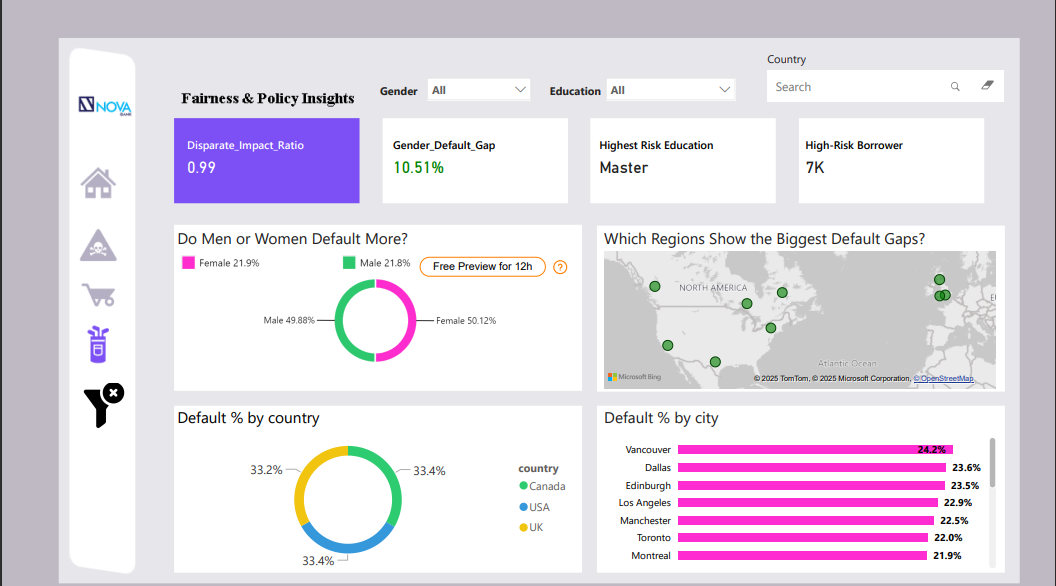 Country
Search
Fairness & Policy Insights
Gender
All
Education
All
NOVA
BANK
Disparate_Impact_Ratio
0.99
Gender_Default_Gap
10.51%
Highest Risk Education
Master
High-Risk Borrower
7K
Do Men or Women Default More?
Female 21.9%
Male 21.8%
Free Preview for 12h
?
Male 49.88%
Female 50.12%
Which Regions Show the Biggest Default Gaps?
NORTH AMERICA
Atlantic Ocean
Microsoft Bing
© 2025 TomTom, © 2025 Microsoft Corporation, © OpenStreetMap
Default % by country
33.2%
33.4%
33.4%
country
Canada
USA
UK
Default % by city
Vancouver 24.2%
Dallas 23.6%
Edinburgh 23.5%
Los Angeles 22.9%
Manchester 22.5%
Toronto 22.0%
Montreal 21.9%